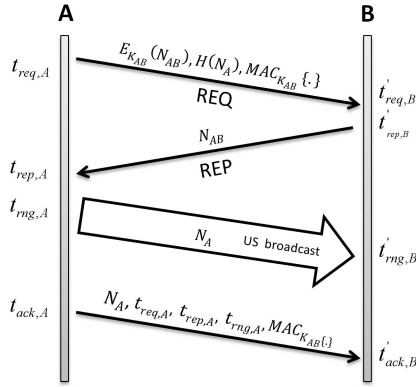 A B
E_{K_{AB}}(N_{AB}), H(N_A), MAC_{K_{AB}}{.}
t_{req,A} t'_{req,B}
REQ
t'_{rep,B}
N_{AB}
t_{rep,A} REP
t_{rng,A}
N_A US broadcast t'_{rng,B}
N_A, t_{req,A}, t_{rep,A}, t_{rng,A}, MAC_{K_{AB}}{.}
t_{ack,A} t'_{ack,B}